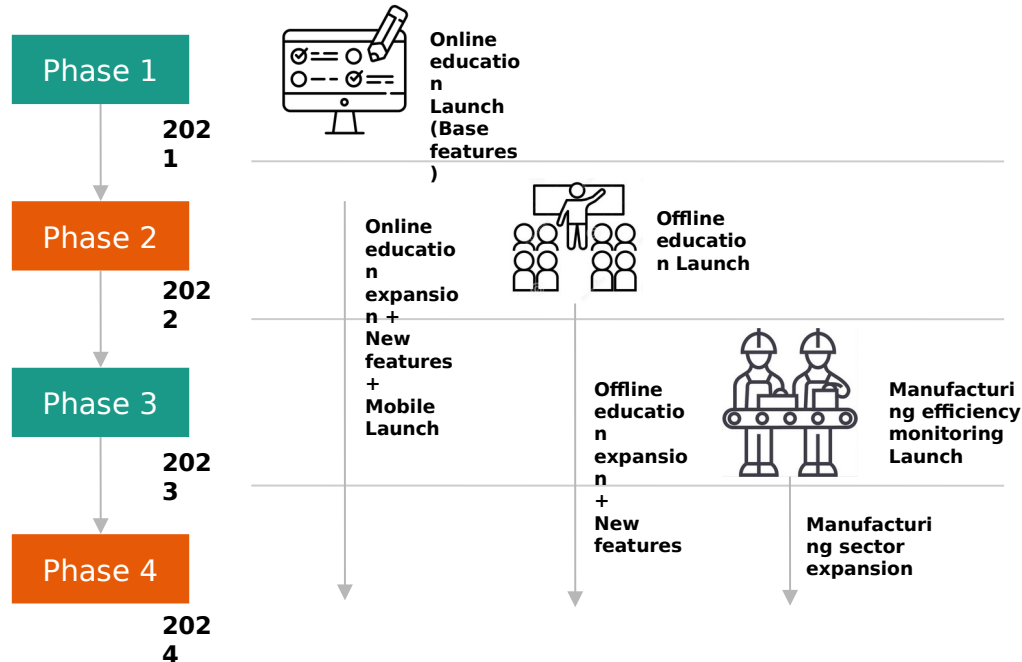 Phase 1
202
1
Online
educatio
n
Launch
(Base
features
)
Phase 2
202
2
Online
educatio
n
expansio
n +
New
features
+
Mobile
Launch
Offline
educatio
n Launch
Phase 3
202
3
Offline
educatio
n
expansio
n
+
New
features
Manufacturi
ng efficiency
monitoring
Launch
Phase 4
202
4
Manufacturi
ng sector
expansion